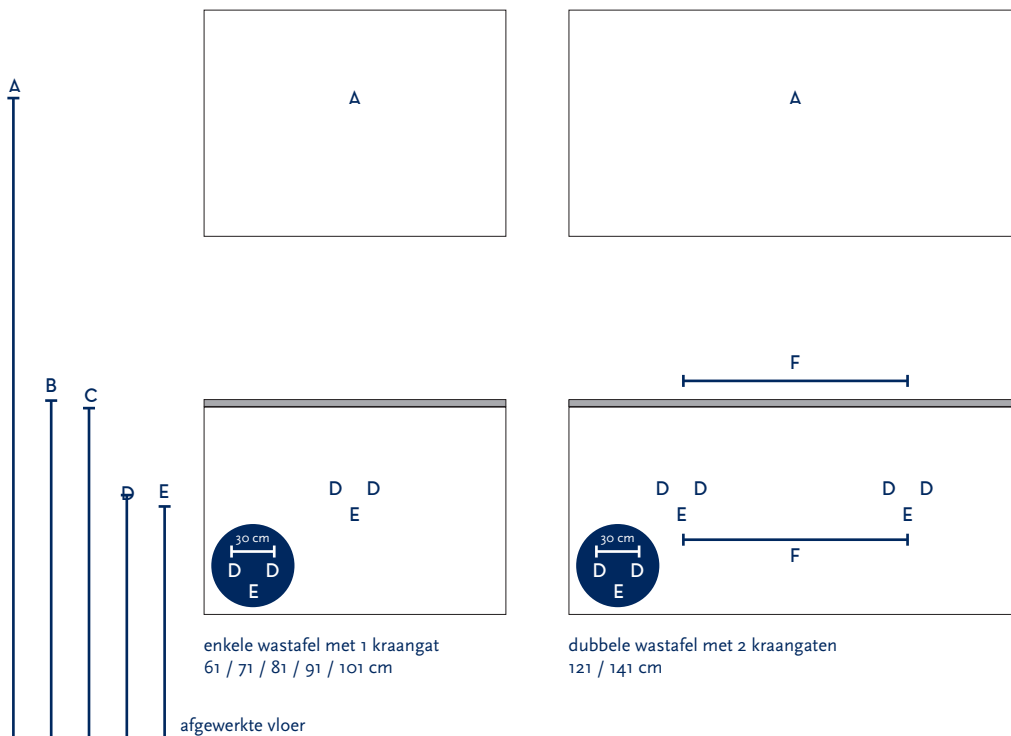 A
A
A
F
B
C
D
E
D D
E
30 cm
D D
E
D D
D D
E
E
F
30 cm
D D
E
enkele wastafel met 1 kraangat
61 / 71 / 81 / 91 / 101 cm
dubbele wastafel met 2 kraangaten
121 / 141 cm
afgewerkte vloer